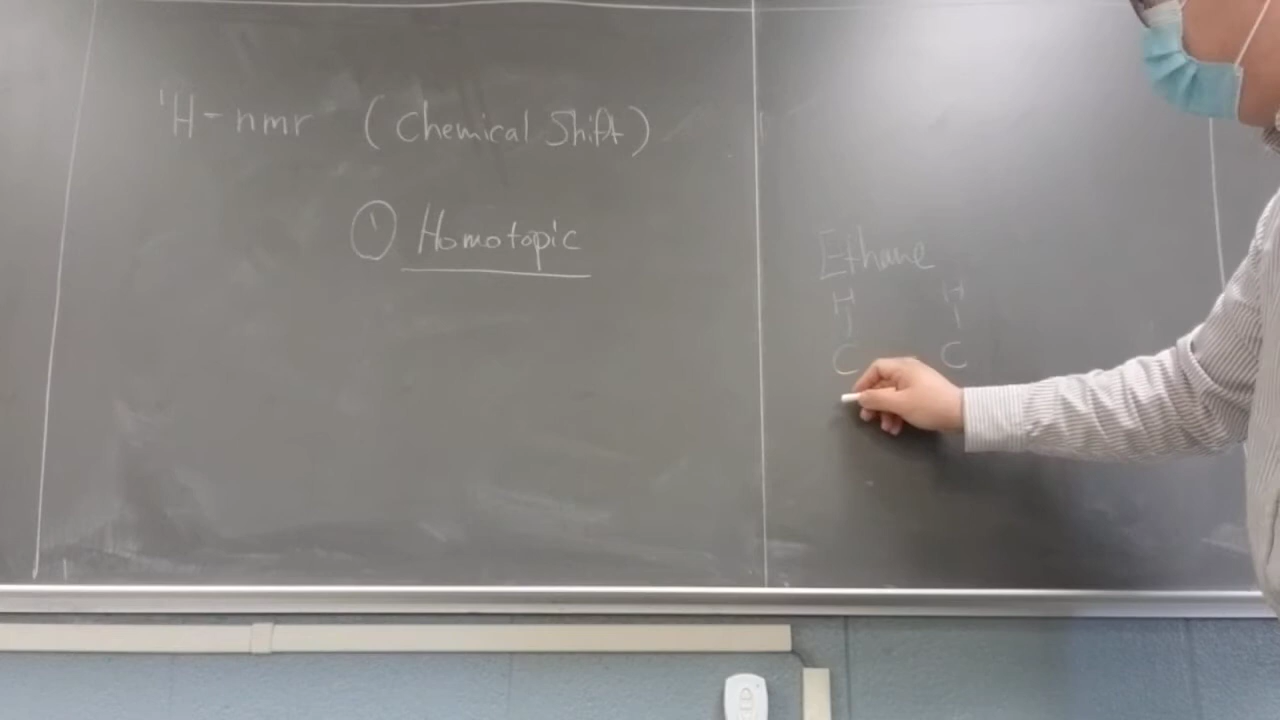 ¹H-nmr (Chemical Shift)
① Homotopic
Ethane
H H
C C